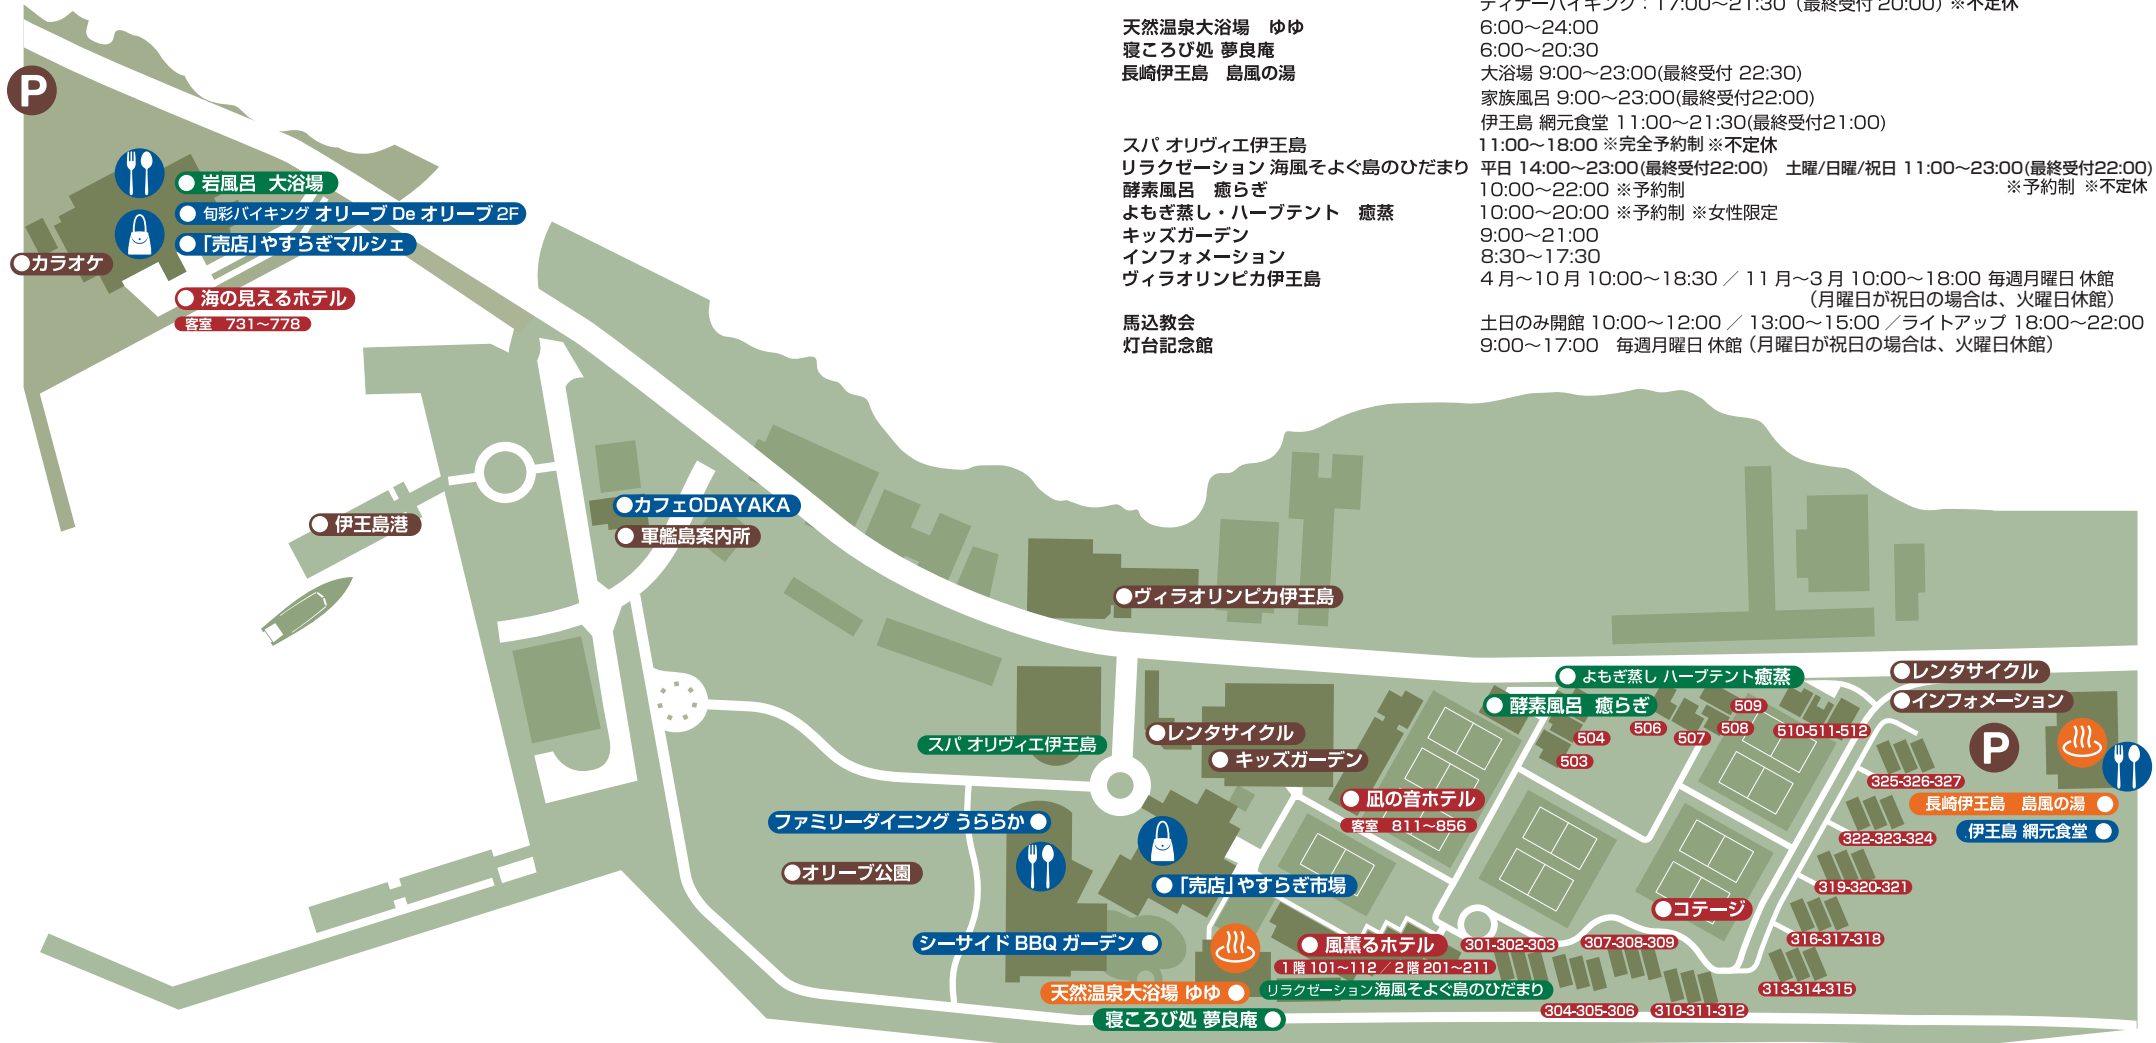 ディナーバイキング：17:00～21:30（最終受付 20:00）※不定休
天然温泉大浴場　ゆゆ 6:00～24:00
寝ころび処 夢良庵 6:00～20:30
長崎伊王島　島風の湯 大浴場 9:00～23:00(最終受付 22:30)
家族風呂 9:00～23:00(最終受付22:00)
伊王島 網元食堂 11:00～21:30(最終受付21:00)
スパ オリヴィエ伊王島 11:00～18:00 ※完全予約制 ※不定休
リラクゼーション 海風そよぐ島のひだまり 平日 14:00～23:00(最終受付22:00)　土曜/日曜/祝日 11:00～23:00(最終受付22:00)
※予約制 ※不定休
酵素風呂　癒らぎ 10:00～22:00 ※予約制
よもぎ蒸し・ハーブテント　癒蒸 10:00～20:00 ※予約制 ※女性限定
キッズガーデン 9:00～21:00
インフォメーション 8:30～17:30
ヴィラオリンピカ伊王島 4月～10月 10:00～18:30 ／ 11月～3月 10:00～18:00 毎週月曜日 休館
（月曜日が祝日の場合は、火曜日休館）
馬込教会 土日のみ開館 10:00～12:00 ／ 13:00～15:00 ／ライトアップ 18:00～22:00
灯台記念館 9:00～17:00　毎週月曜日 休館（月曜日が祝日の場合は、火曜日休館）
P
岩風呂 大浴場
旬彩バイキング オリーブ De オリーブ 2F
「売店」やすらぎマルシェ
カラオケ
海の見えるホテル
客室　731～778
カフェODAYAKA
伊王島港
軍艦島案内所
ヴィラオリンピカ伊王島
よもぎ蒸し ハーブテント癒蒸
レンタサイクル
酵素風呂 癒らぎ
インフォメーション
509
506
508
510-511-512
504
507
503
P
レンタサイクル
スパ オリヴィエ伊王島
キッズガーデン
325-326-327
凪の音ホテル
客室　811～856
長崎伊王島　島風の湯
ファミリーダイニング うららか
伊王島 網元食堂
322-323-324
オリーブ公園
「売店」やすらぎ市場
319-320-321
コテージ
シーサイド BBQ ガーデン
風薫るホテル
301-302-303
307-308-309
316-317-318
1階 101～112 ／ 2階 201～211
天然温泉大浴場 ゆゆ
リラクゼーション 海風そよぐ島のひだまり
313-314-315
寝ころび処 夢良庵
304-305-306
310-311-312